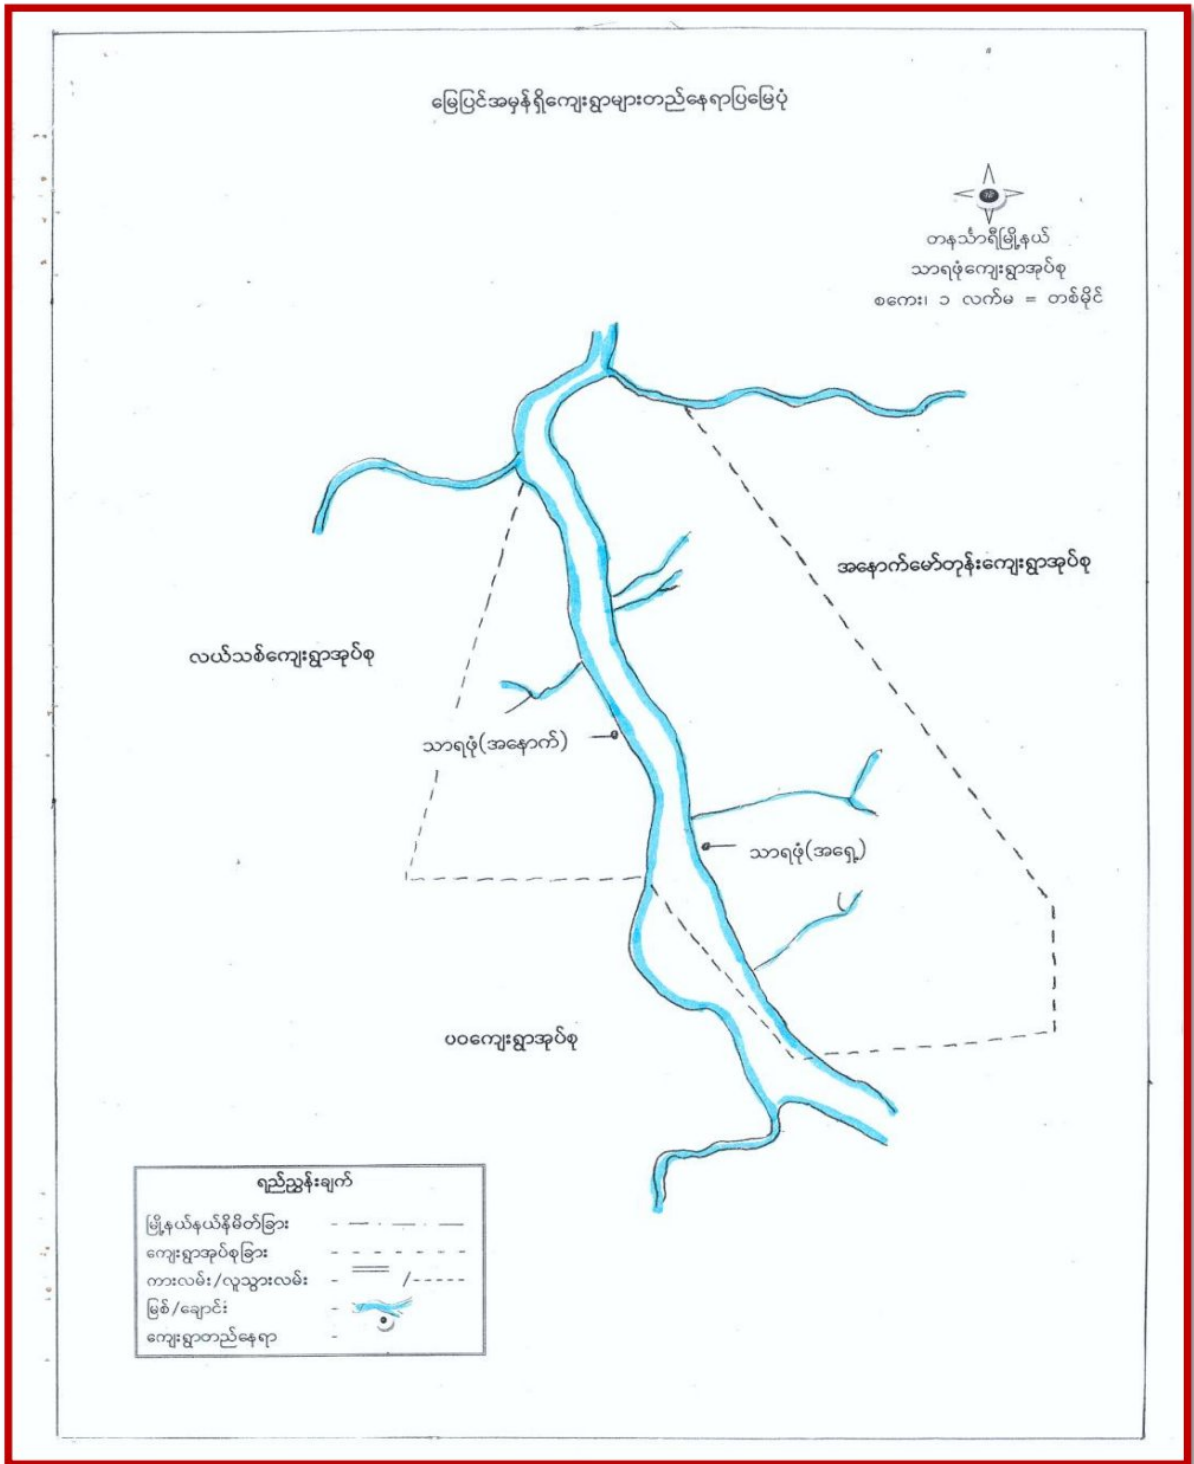 မြေပြင်အမှန်ရှိကျေးရွာများတည်နေရာပြမြေပုံ
တနင်္သာရီမြို့နယ်
သာရဖုံကျေးရွာအုပ်စု
စကေး၊ ၁ လက်မ = တစ်မိုင်
အနောက်မော်တုန်းကျေးရွာအုပ်စု
လယ်သစ်ကျေးရွာအုပ်စု
သာရဖုံ(အနောက်)
သာရဖုံ(အရှေ့)
ပဝကျေးရွာအုပ်စု
ရည်ညွှန်းချက်
မြို့နယ်နယ်နိမိတ်ခြား
ကျေးရွာအုပ်စုခြား
ကားလမ်း/လူသွားလမ်း
မြစ်/ချောင်း
ကျေးရွာတည်နေရာ